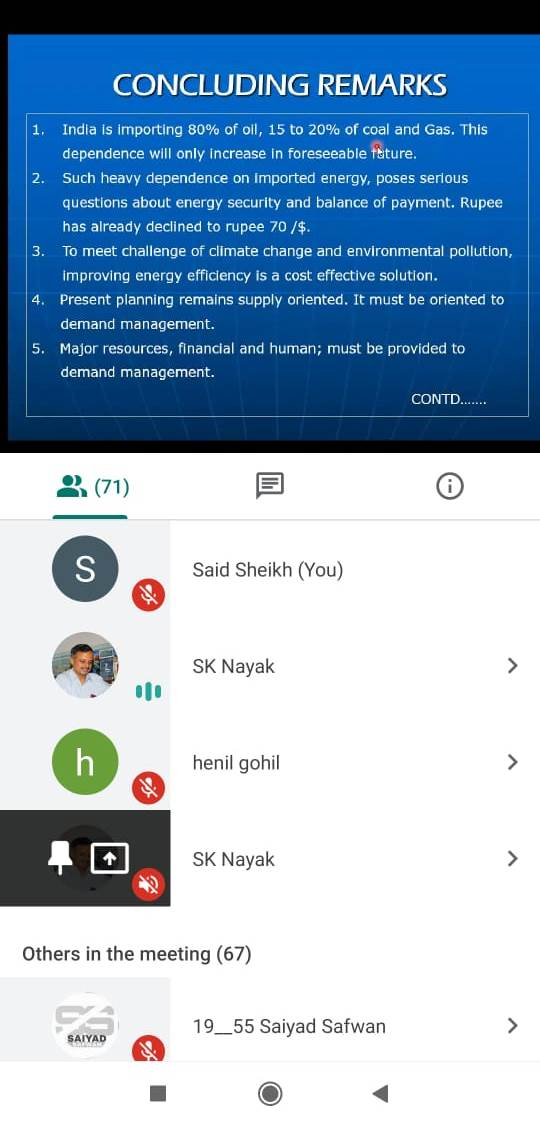 CONCLUDING REMARKS
1. India is importing 80% of oil, 15 to 20% of coal and Gas. This
dependence will only increase in foreseeable future.
2. Such heavy dependence on imported energy, poses serious
questions about energy security and balance of payment. Rupee
has already declined to rupee 70 /$.
3. To meet challenge of climate change and environmental pollution,
improving energy efficiency is a cost effective solution.
4. Present planning remains supply oriented. It must be oriented to
demand management.
5. Major resources, financial and human; must be provided to
demand management.
CONTD.......
(71)
S
Said Sheikh (You)
SK Nayak
h
henil gohil
SK Nayak
Others in the meeting (67)
SAIYAD
19__55 Saiyad Safwan